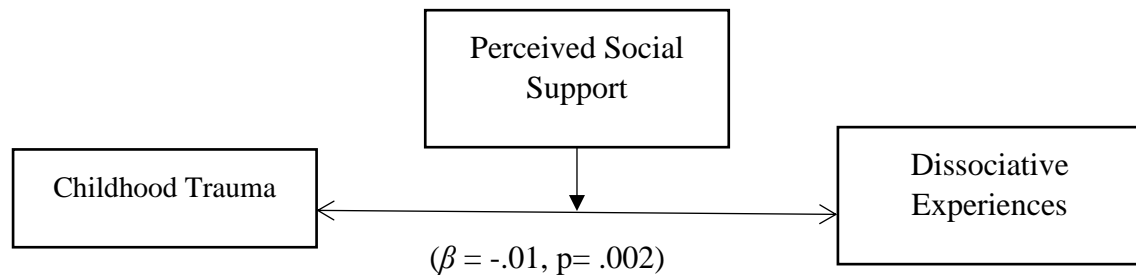 Perceived Social
Support
Childhood Trauma
Dissociative
Experiences
(β = -.01, p= .002)